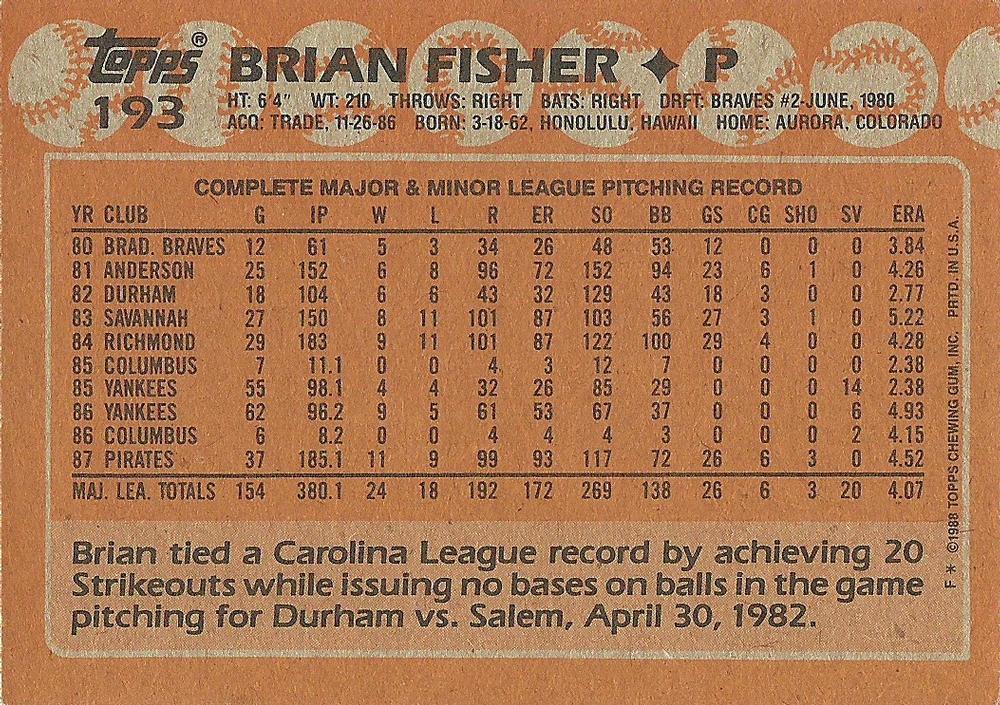 Topps® BRIAN FISHER ✦ P
193 HT: 6'4" WT: 210 THROWS: RIGHT BATS: RIGHT DRFT: BRAVES #2-JUNE, 1980
ACQ: TRADE, 11-26-86 BORN: 3-18-62, HONOLULU, HAWAII HOME: AURORA, COLORADO
COMPLETE MAJOR & MINOR LEAGUE PITCHING RECORD
YR CLUB G IP W L R ER SO BB GS CG SHO SV ERA
80 BRAD. BRAVES 12 61 5 3 34 26 48 53 12 0 0 0 3.84
81 ANDERSON 25 152 6 8 96 72 152 94 23 6 1 0 4.26
82 DURHAM 18 104 6 6 43 32 129 43 18 3 0 0 2.77
83 SAVANNAH 27 150 8 11 101 87 103 56 27 3 1 0 5.22
84 RICHMOND 29 183 9 11 101 87 122 100 29 4 0 0 4.28
85 COLUMBUS 7 11.1 0 0 4 3 12 7 0 0 0 0 2.38
85 YANKEES 55 98.1 4 4 32 26 85 29 0 0 0 14 2.38
86 YANKEES 62 96.2 9 5 61 53 67 37 0 0 0 6 4.93
86 COLUMBUS 6 8.2 0 0 4 4 4 3 0 0 0 2 4.15
87 PIRATES 37 185.1 11 9 99 93 117 72 26 6 3 0 4.52
MAJ. LEA. TOTALS 154 380.1 24 18 192 172 269 138 26 6 3 20 4.07
Brian tied a Carolina League record by achieving 20
Strikeouts while issuing no bases on balls in the game
pitching for Durham vs. Salem, April 30, 1982.
F * ©1988 TOPPS CHEWING GUM, INC. PRTD. IN U.S.A.